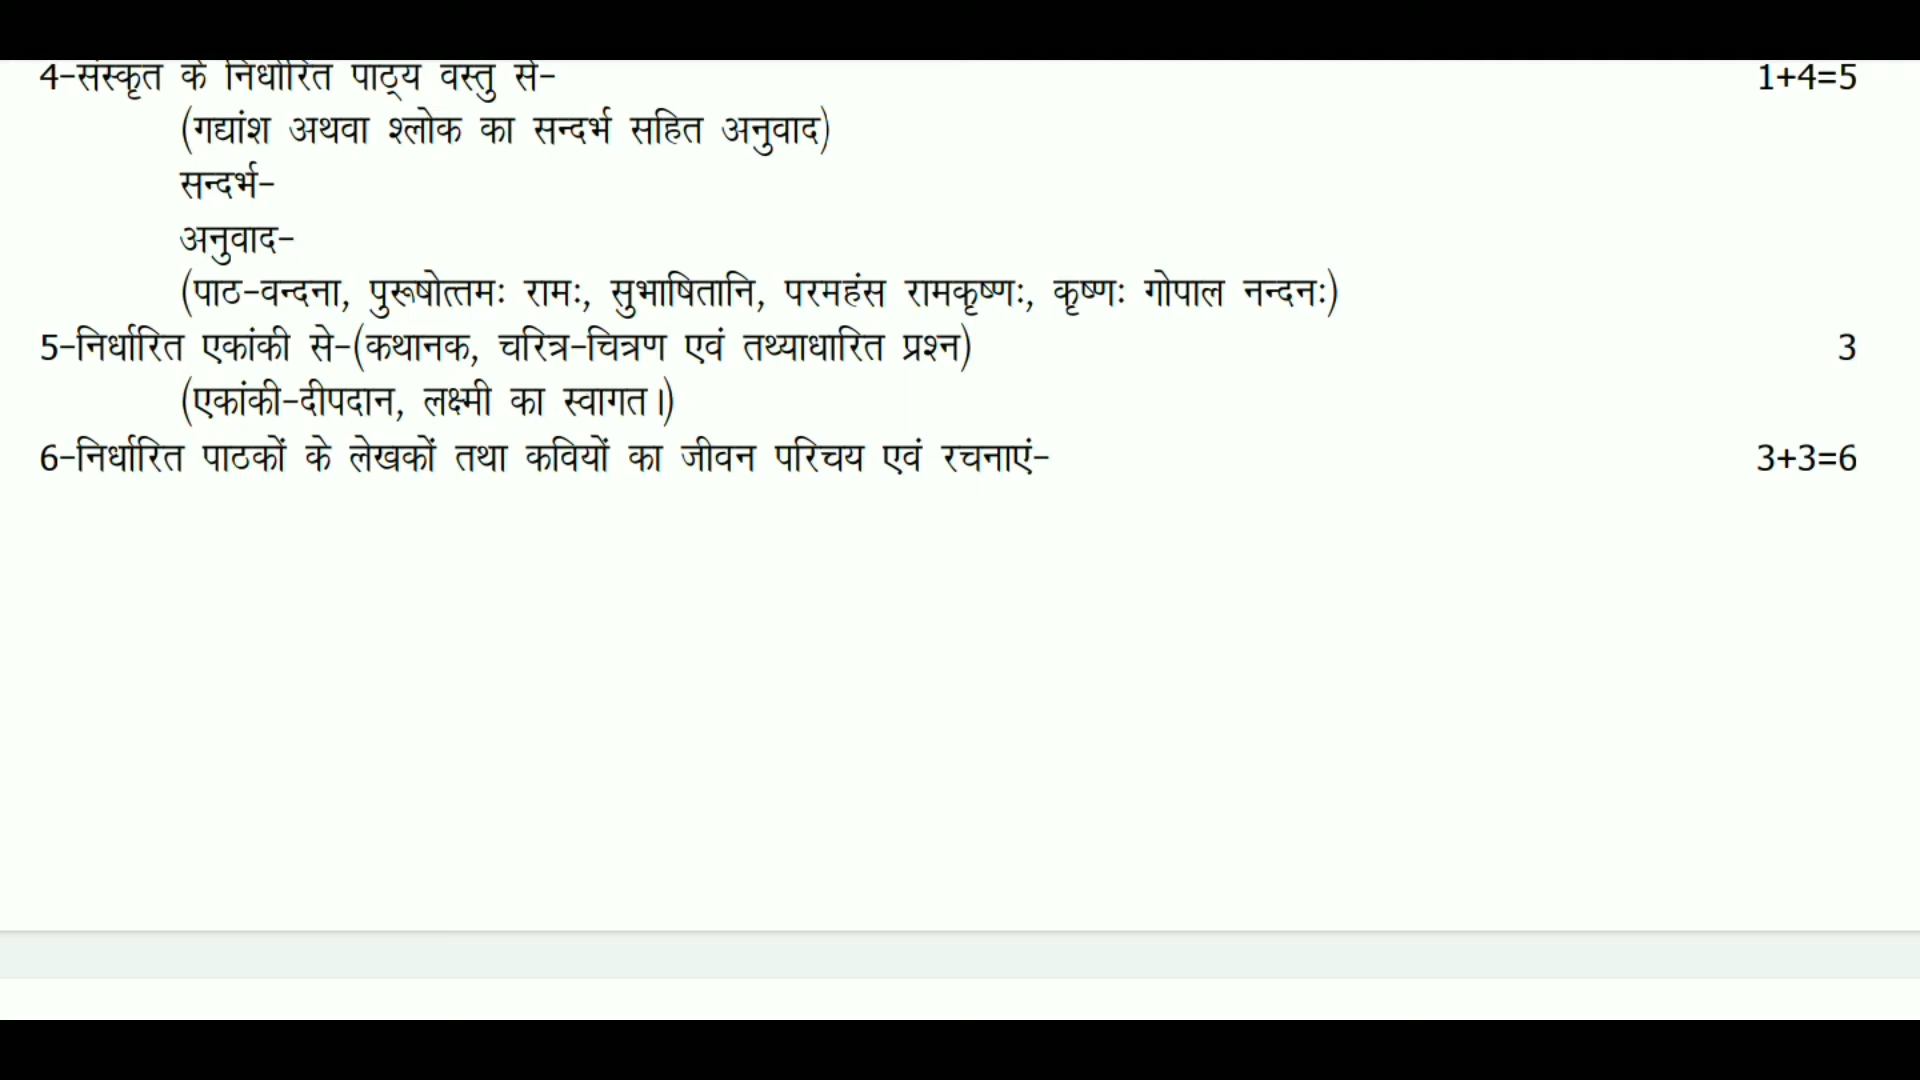 4-संस्कृत के निर्धारित पाठ्य वस्तु से- 1+4=5
(गद्यांश अथवा श्लोक का सन्दर्भ सहित अनुवाद)
सन्दर्भ-
अनुवाद-
(पाठ-वन्दना, पुरूषोत्तमः रामः, सुभाषितानि, परमहंस रामकृष्णः, कृष्णः गोपाल नन्दनः)
5-निर्धारित एकांकी से-(कथानक, चरित्र-चित्रण एवं तथ्याधारित प्रश्न) 3
(एकांकी-दीपदान, लक्ष्मी का स्वागत।)
6-निर्धारित पाठकों के लेखकों तथा कवियों का जीवन परिचय एवं रचनाएं- 3+3=6